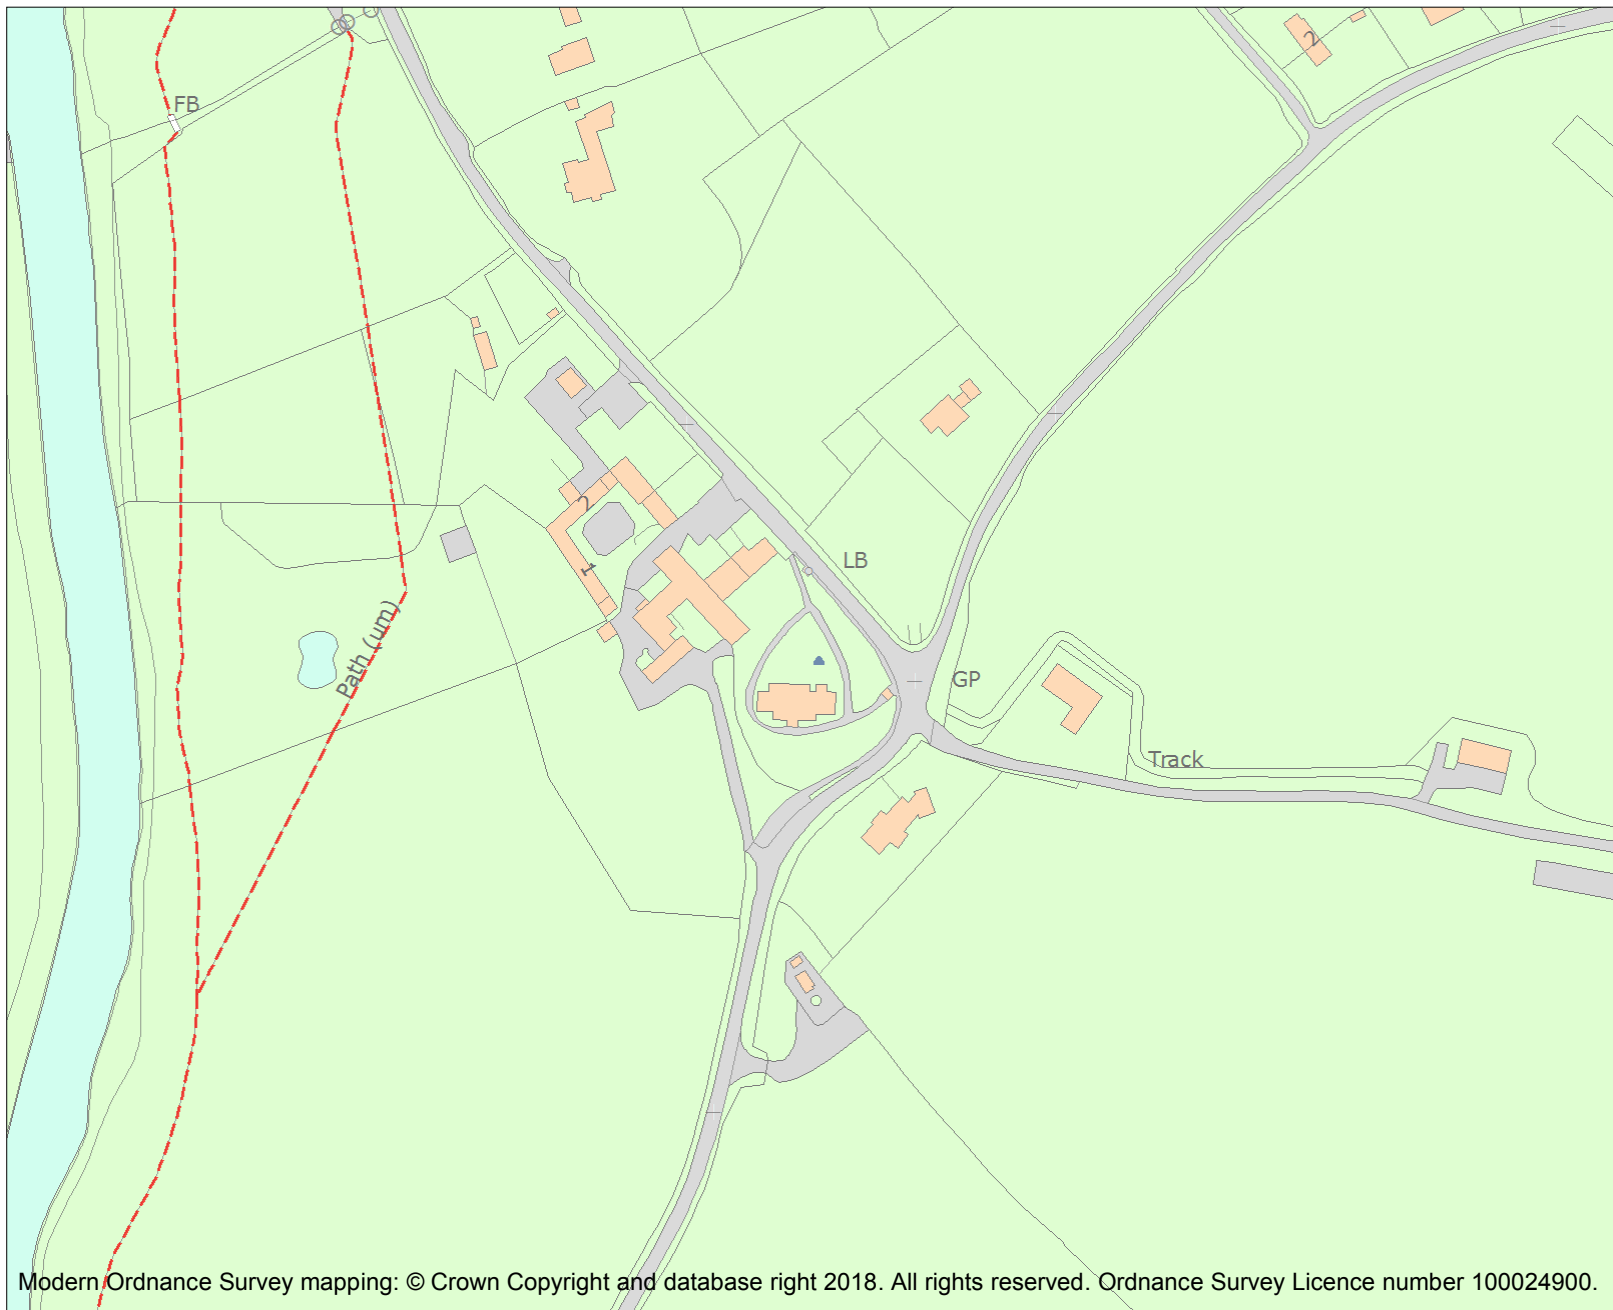 2
FB
2
LB
1
Path (um)
GP
Track
Modern Ordnance Survey mapping: © Crown Copyright and database right 2018. All rights reserved. Ordnance Survey Licence number 100024900.